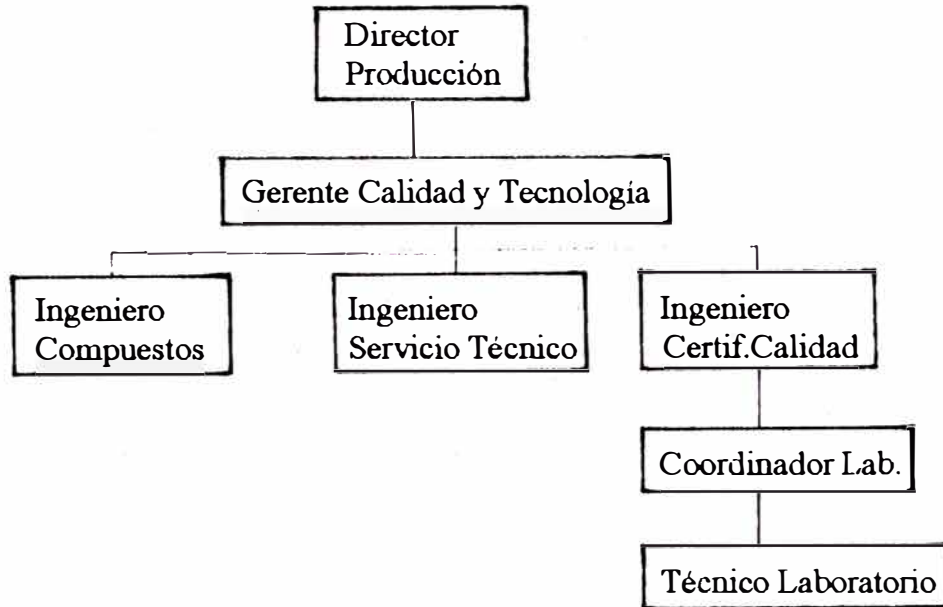 Director
Producción
Gerente Calidad y Tecnología
Ingeniero
Compuestos
Ingeniero
Servicio Técnico
Ingeniero
Certif.Calidad
Coordinador Lab.
Técnico Laboratorio